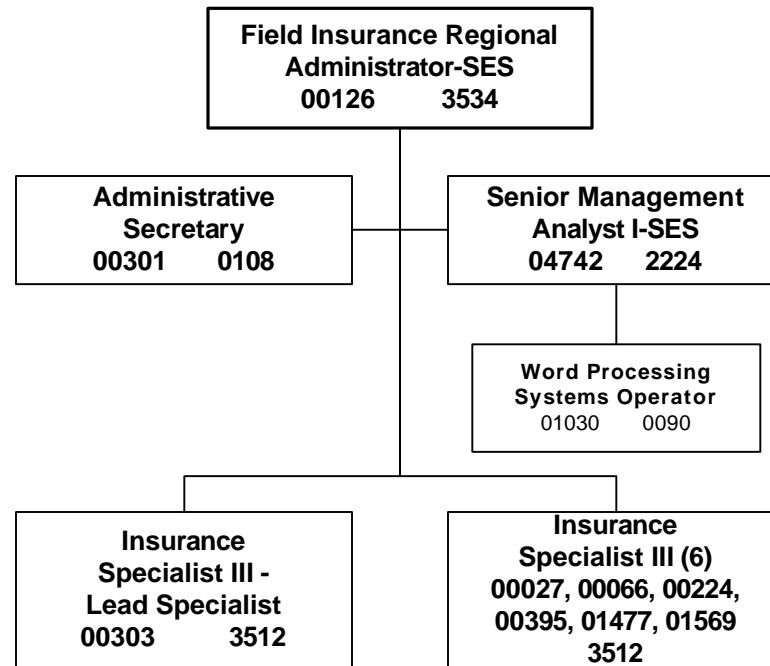 Field Insurance Regional
Administrator-SES
00126 3534
Administrative
Secretary
00301 0108
Senior Management
Analyst I-SES
04742 2224
Word Processing
Systems Operator
01030 0090
Insurance
Specialist III -
Lead Specialist
00303 3512
Insurance
Specialist III (6)
00027, 00066, 00224,
00395, 01477, 01569
3512